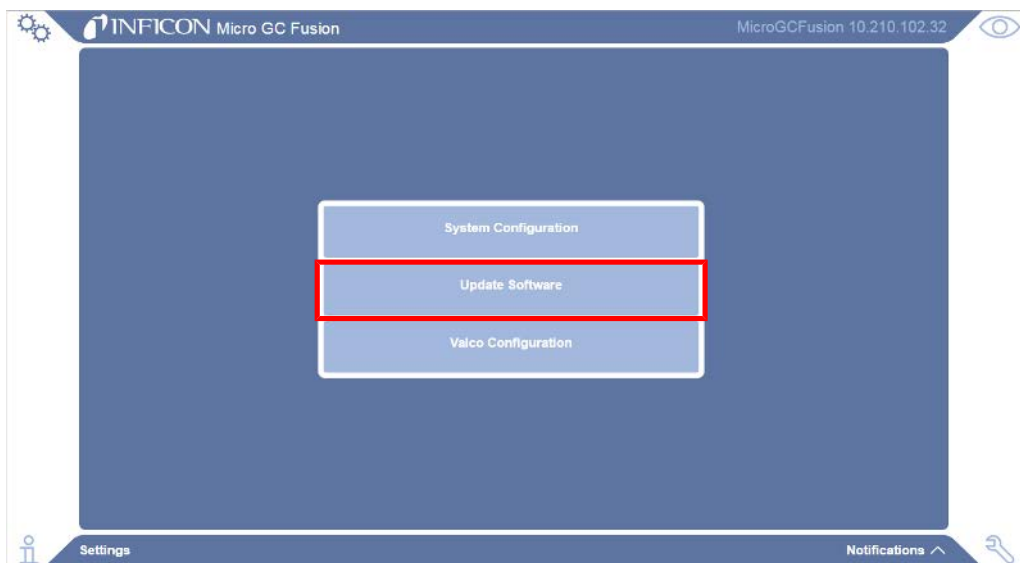 INFICON Micro GC Fusion
MicroGCFusion 10.210.102.32
System Configuration
Update Software
Valco Configuration
Settings
Notifications